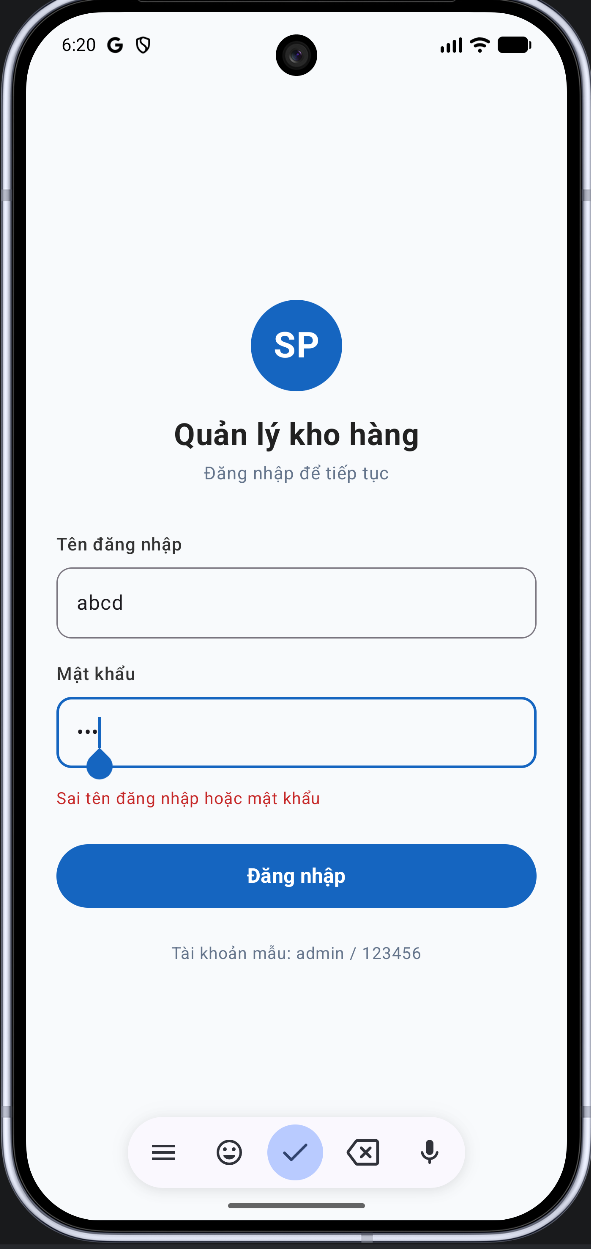 6:20
SP
Quản lý kho hàng
Đăng nhập để tiếp tục
Tên đăng nhập
abcd
Mật khẩu
•••
Sai tên đăng nhập hoặc mật khẩu
Đăng nhập
Tài khoản mẫu: admin / 123456